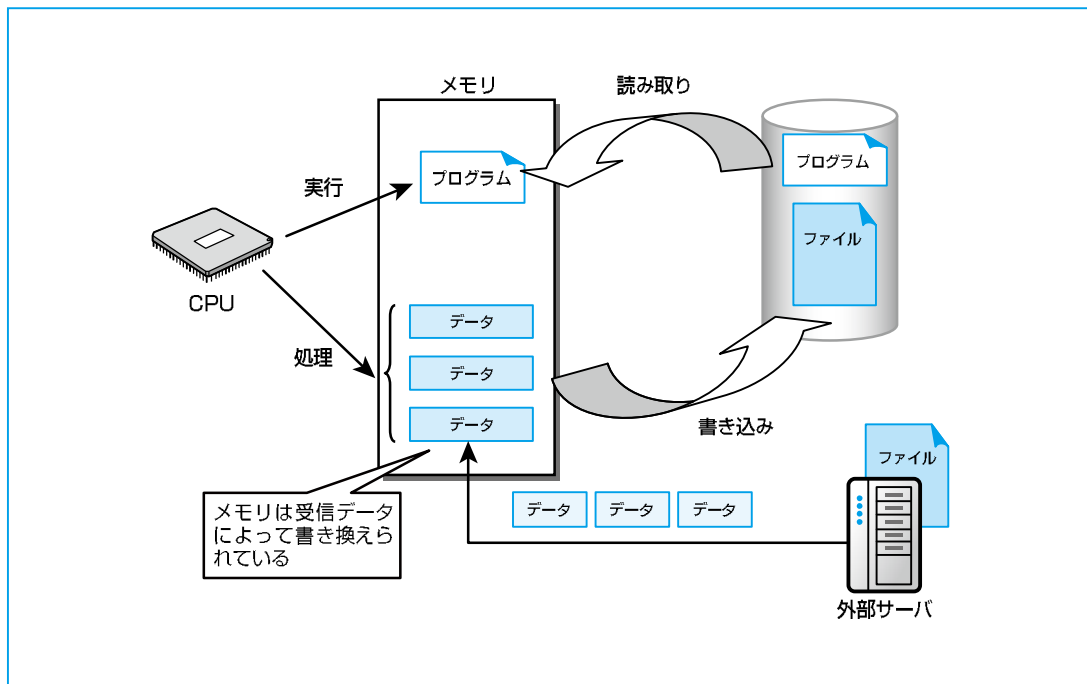 メモリ
読み取り
プログラム
プログラム
実行
ファイル
CPU
データ
処理
データ
データ
書き込み
ファイル
メモリは受信データ
によって書き換えら
れている
データ
データ
データ
外部サーバ